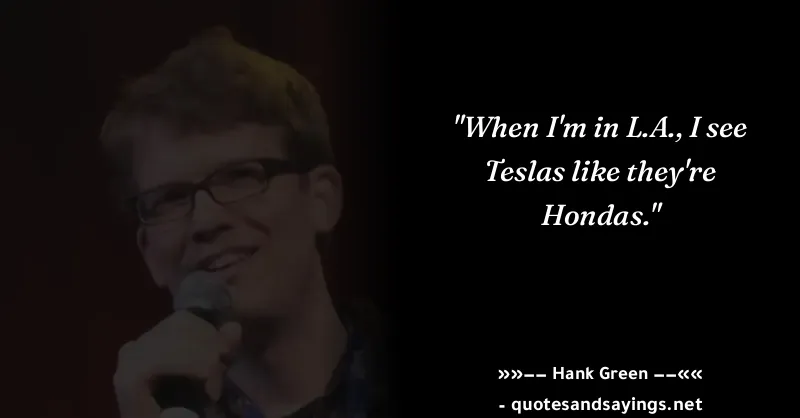 "When I'm in L.A., I see
Teslas like they're
Hondas."
»»–– Hank Green ––««
- quotesandsayings.net